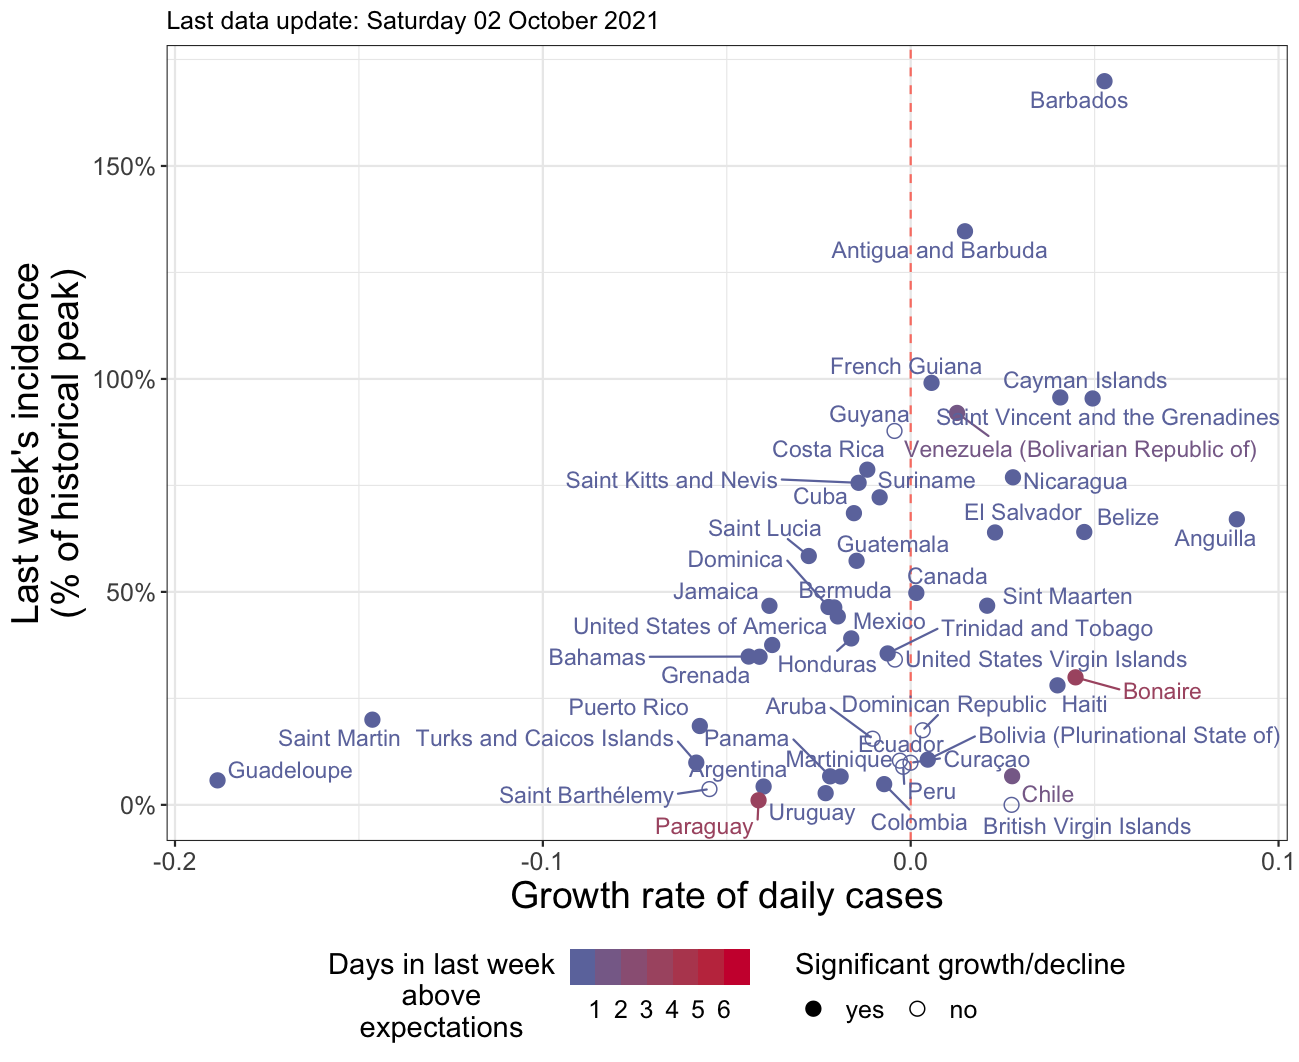 Last data update: Saturday 02 October 2021
Last week's incidence
(% of historical peak)
150%
100%
50%
0%
Barbados
Antigua and Barbuda
French Guiana
Cayman Islands
Guyana
Saint Vincent and the Grenadines
Costa Rica
Venezuela (Bolivarian Republic of)
Saint Kitts and Nevis
Suriname
Nicaragua
Cuba
El Salvador
Belize
Saint Lucia
Anguilla
Guatemala
Dominica
Canada
Jamaica
Bermuda
Sint Maarten
United States of America
Mexico
Trinidad and Tobago
Bahamas
Honduras
United States Virgin Islands
Grenada
Bonaire
Puerto Rico
Aruba
Dominican Republic
Haiti
Saint Martin
Turks and Caicos Islands
Panama
Ecuador
Bolivia (Plurinational State of)
Guadeloupe
Argentina
Martinique
Curaçao
Saint Barthélemy
Peru
Chile
Paraguay
Uruguay
Colombia
British Virgin Islands
-0.2
-0.1
0.0
0.1
Growth rate of daily cases
Days in last week
above
expectations
1 2 3 4 5 6
Significant growth/decline
yes
no